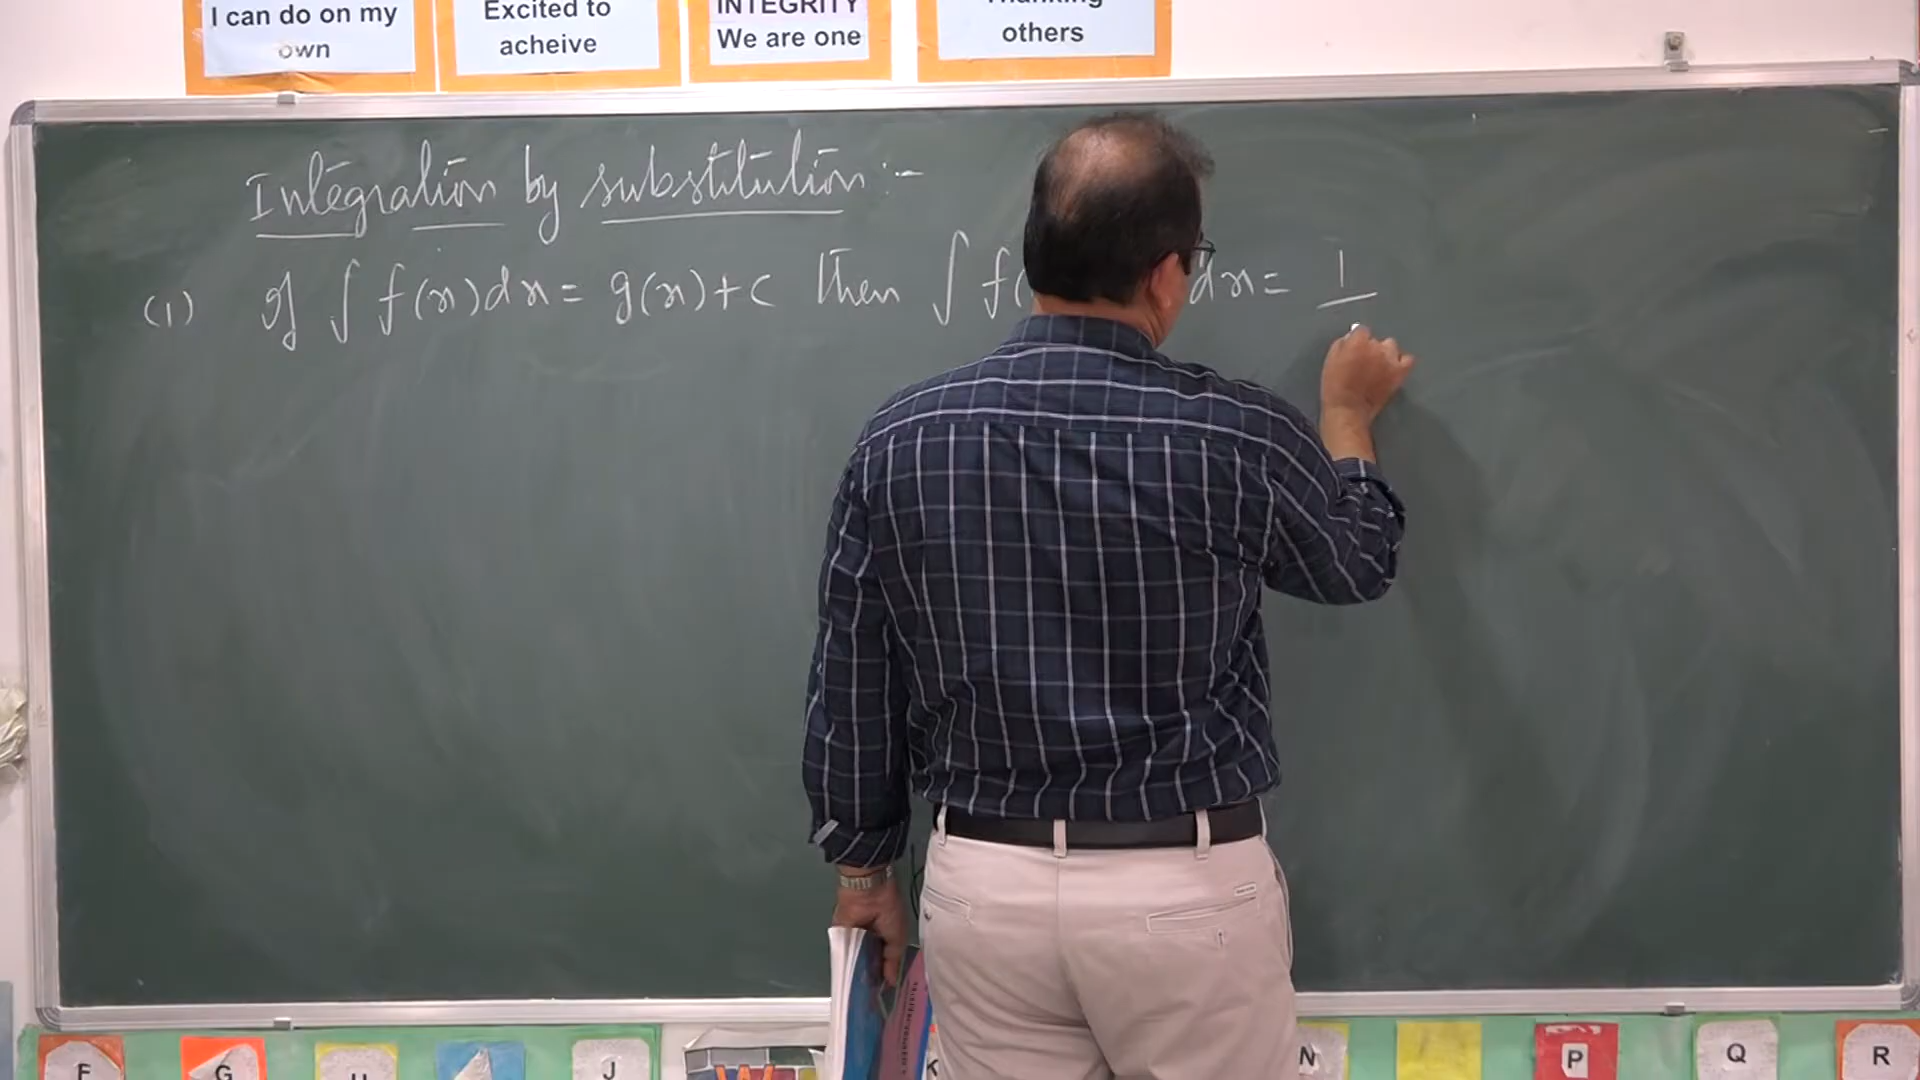 I can do on my
own
Excited to
acheive
INTEGRITY
We are one
Thanking
others
Integration by substitution :-
(1) If ∫ f(x)dx = g(x)+c then ∫ f( dx = 1
F
G
J
K
N
P
Q
R